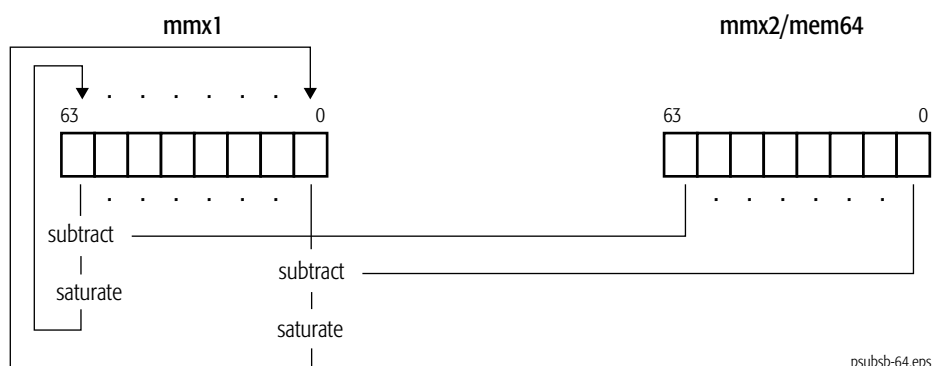 mmx1 mmx2/mem64
63 0 63 0
subtract
subtract
saturate
saturate
psubsb-64.eps